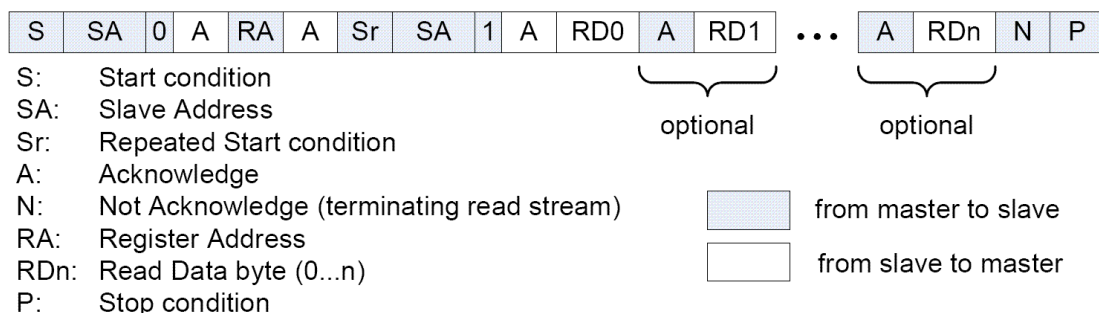 S SA 0 A RA A Sr SA 1 A RD0 A RD1 ••• A RDn N P
S: Start condition
SA: Slave Address
Sr: Repeated Start condition
A: Acknowledge
N: Not Acknowledge (terminating read stream)
RA: Register Address
RDn: Read Data byte (0...n)
P: Stop condition
optional
optional
from master to slave
from slave to master